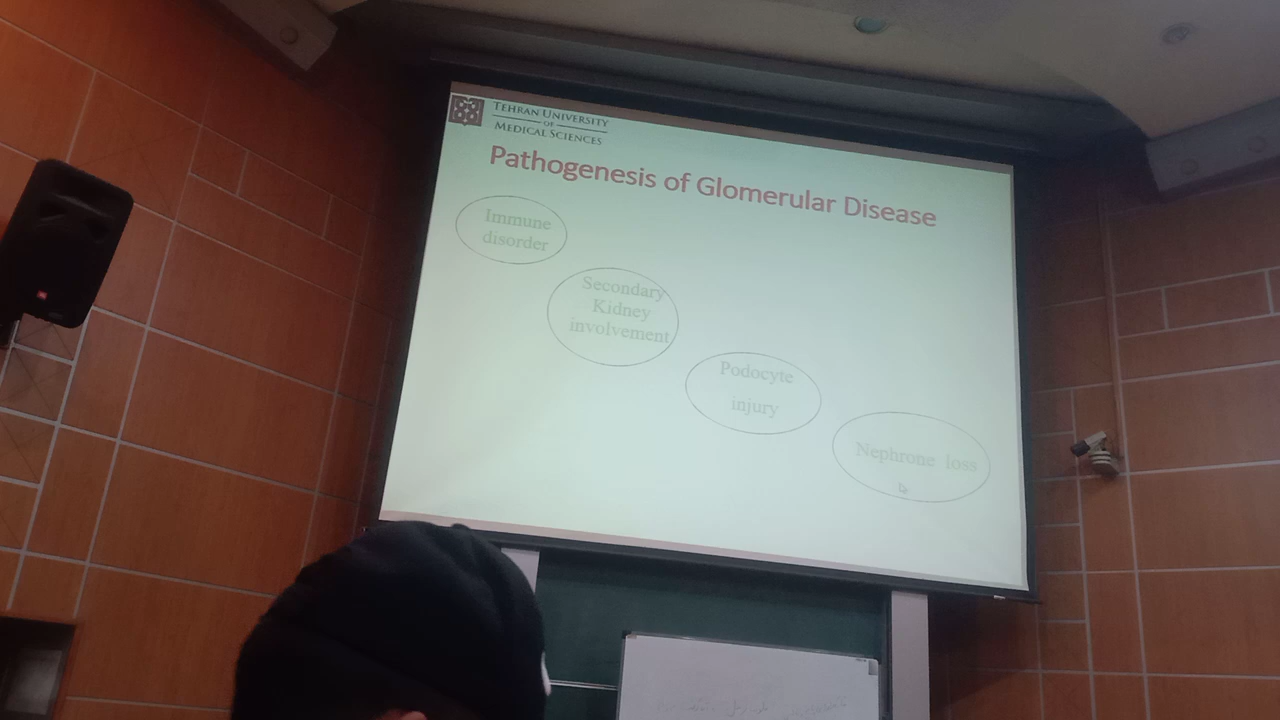 TEHRAN UNIVERSITY
OF
MEDICAL SCIENCES
Pathogenesis of Glomerular Disease
Immune
disorder
Secondary
Kidney
involvement
Podocyte
injury
Nephrone loss